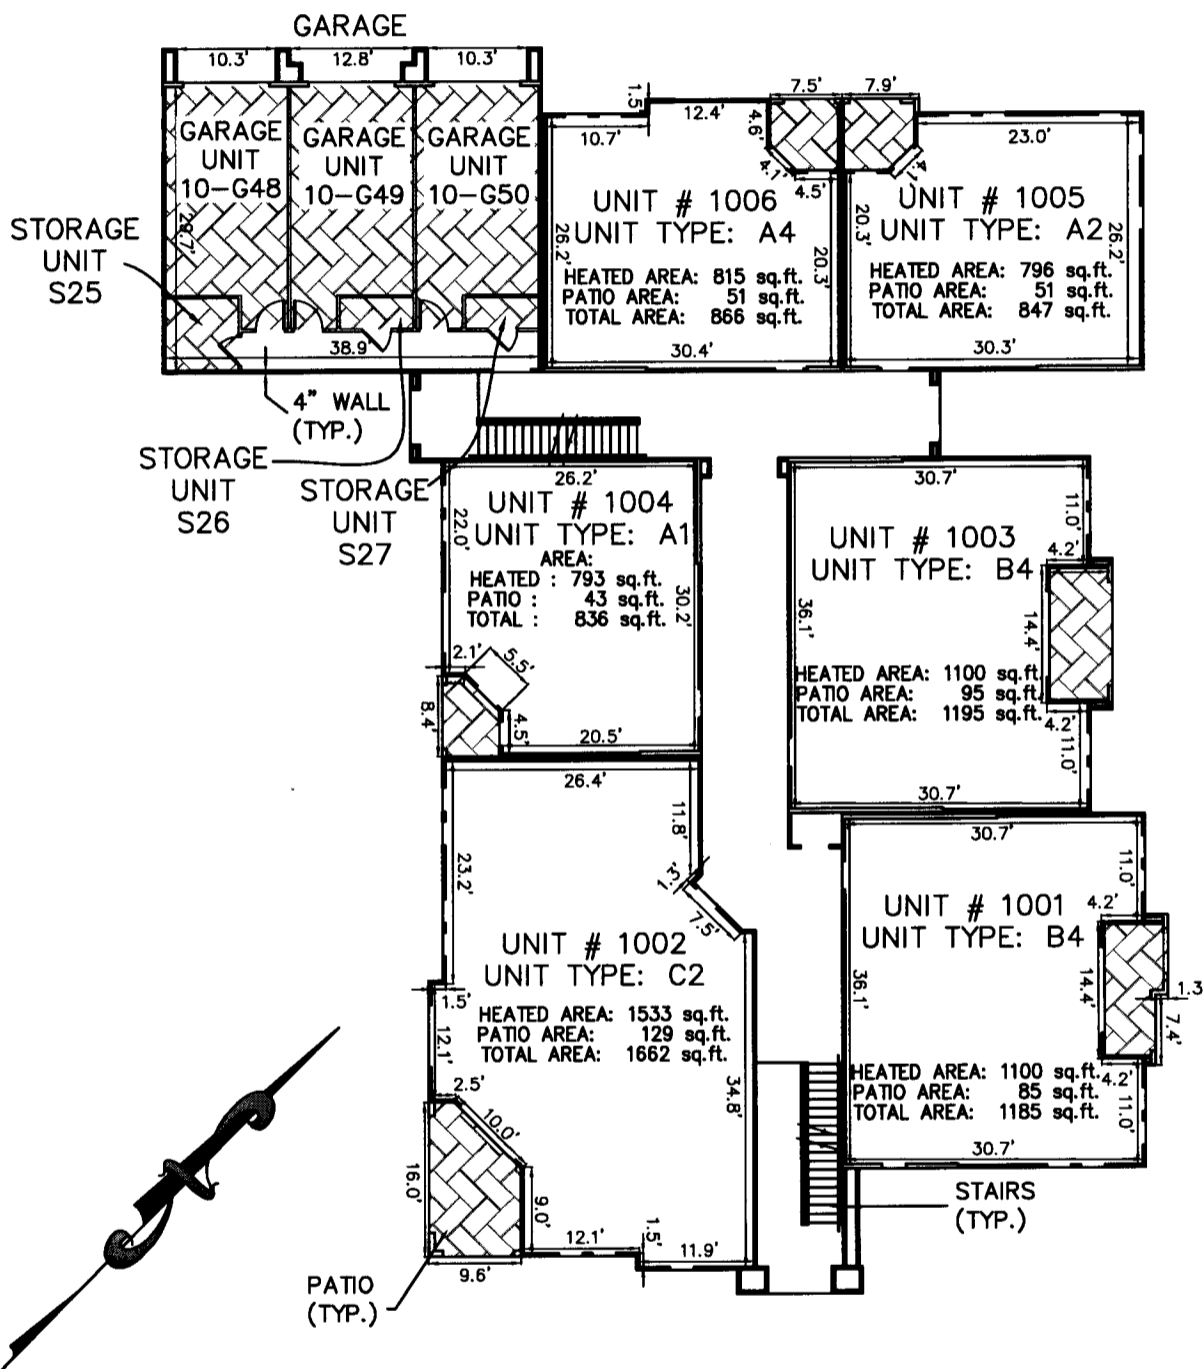 GARAGE
10.3'
12.8'
10.3'
GARAGE
UNIT
10-G48
GARAGE
UNIT
10-G49
GARAGE
UNIT
10-G50
38.9'
STORAGE
UNIT
S25
4" WALL
(TYP.)
STORAGE
UNIT
S26
STORAGE
UNIT
S27
1.5'
10.7'
12.4'
7.5'
4.6'
4.1'
4.5'
UNIT # 1006
UNIT TYPE: A4
26.2'
20.3'
HEATED AREA: 815 sq.ft.
PATIO AREA: 51 sq.ft.
TOTAL AREA: 866 sq.ft.
30.4'
7.9'
23.0'
UNIT # 1005
UNIT TYPE: A2
20.3'
26.2'
HEATED AREA: 796 sq.ft.
PATIO AREA: 51 sq.ft.
TOTAL AREA: 847 sq.ft.
30.3'
26.2'
UNIT # 1004
UNIT TYPE: A1
22.0'
AREA:
HEATED : 793 sq.ft.
PATIO : 43 sq.ft.
TOTAL : 836 sq.ft.
30.2'
2.1'
5.5'
8.4'
4.5'
20.5'
30.7'
11.0'
UNIT # 1003
UNIT TYPE: B4
4.2'
36.1'
14.4'
HEATED AREA: 1100 sq.ft.
PATIO AREA: 95 sq.ft.
TOTAL AREA: 1195 sq.ft.
4.2'
11.0'
30.7'
26.4'
11.8'
23.2'
1.3'
7.5'
UNIT # 1002
UNIT TYPE: C2
1.5'
HEATED AREA: 1533 sq.ft.
PATIO AREA: 129 sq.ft.
TOTAL AREA: 1662 sq.ft.
12.1'
2.5'
10.0'
34.8'
16.0'
9.0'
12.1'
1.5'
11.9'
9.6'
PATIO
(TYP.)
30.7'
11.0'
UNIT # 1001
UNIT TYPE: B4
4.2'
36.1'
14.4'
1.3
7.4'
HEATED AREA: 1100 sq.ft.
PATIO AREA: 85 sq.ft.
TOTAL AREA: 1185 sq.ft.
4.2'
11.0'
30.7'
STAIRS
(TYP.)